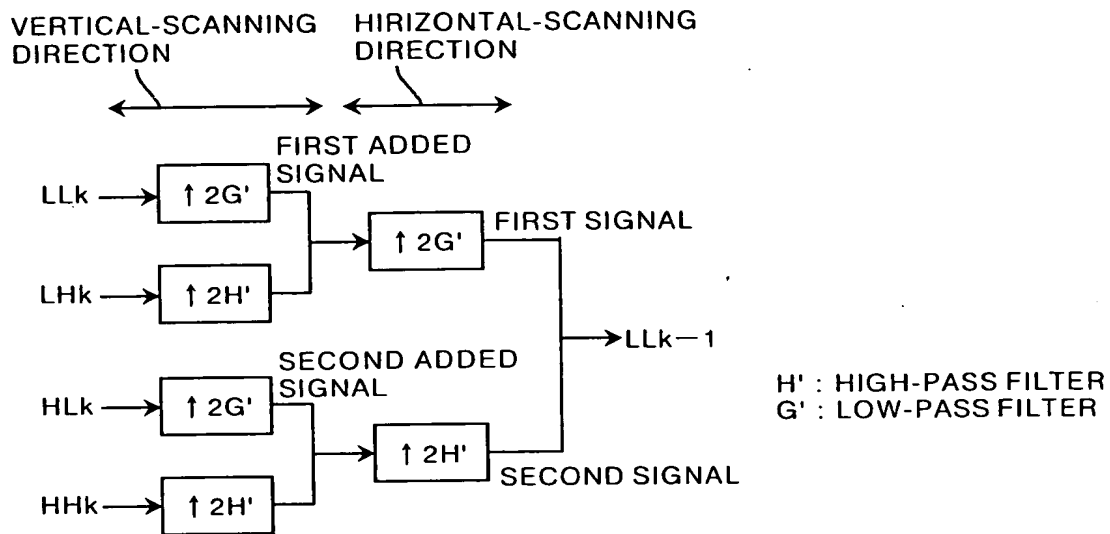 VERTICAL-SCANNING
DIRECTION
HIRIZONTAL-SCANNING
DIRECTION
FIRST ADDED
SIGNAL
LLk
↑ 2G'
↑ 2G'
FIRST SIGNAL
LHk
↑ 2H'
LLk−1
SECOND ADDED
SIGNAL
HLk
↑ 2G'
↑ 2H'
SECOND SIGNAL
HHk
↑ 2H'
H' : HIGH-PASS FILTER
G' : LOW-PASS FILTER